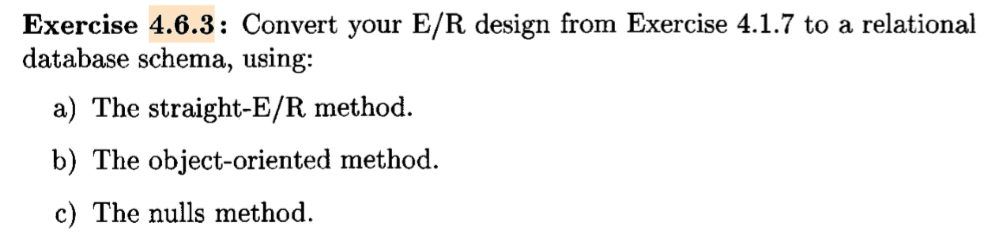 Exercise 4.6.3: Convert your E/R design from Exercise 4.1.7 to a relational
database schema, using:
a) The straight-E/R method.
b) The object-oriented method.
c) The nulls method.